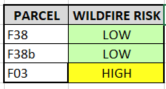 PARCEL WILDFIRE RISK
F38 LOW
F38b LOW
F03 HIGH